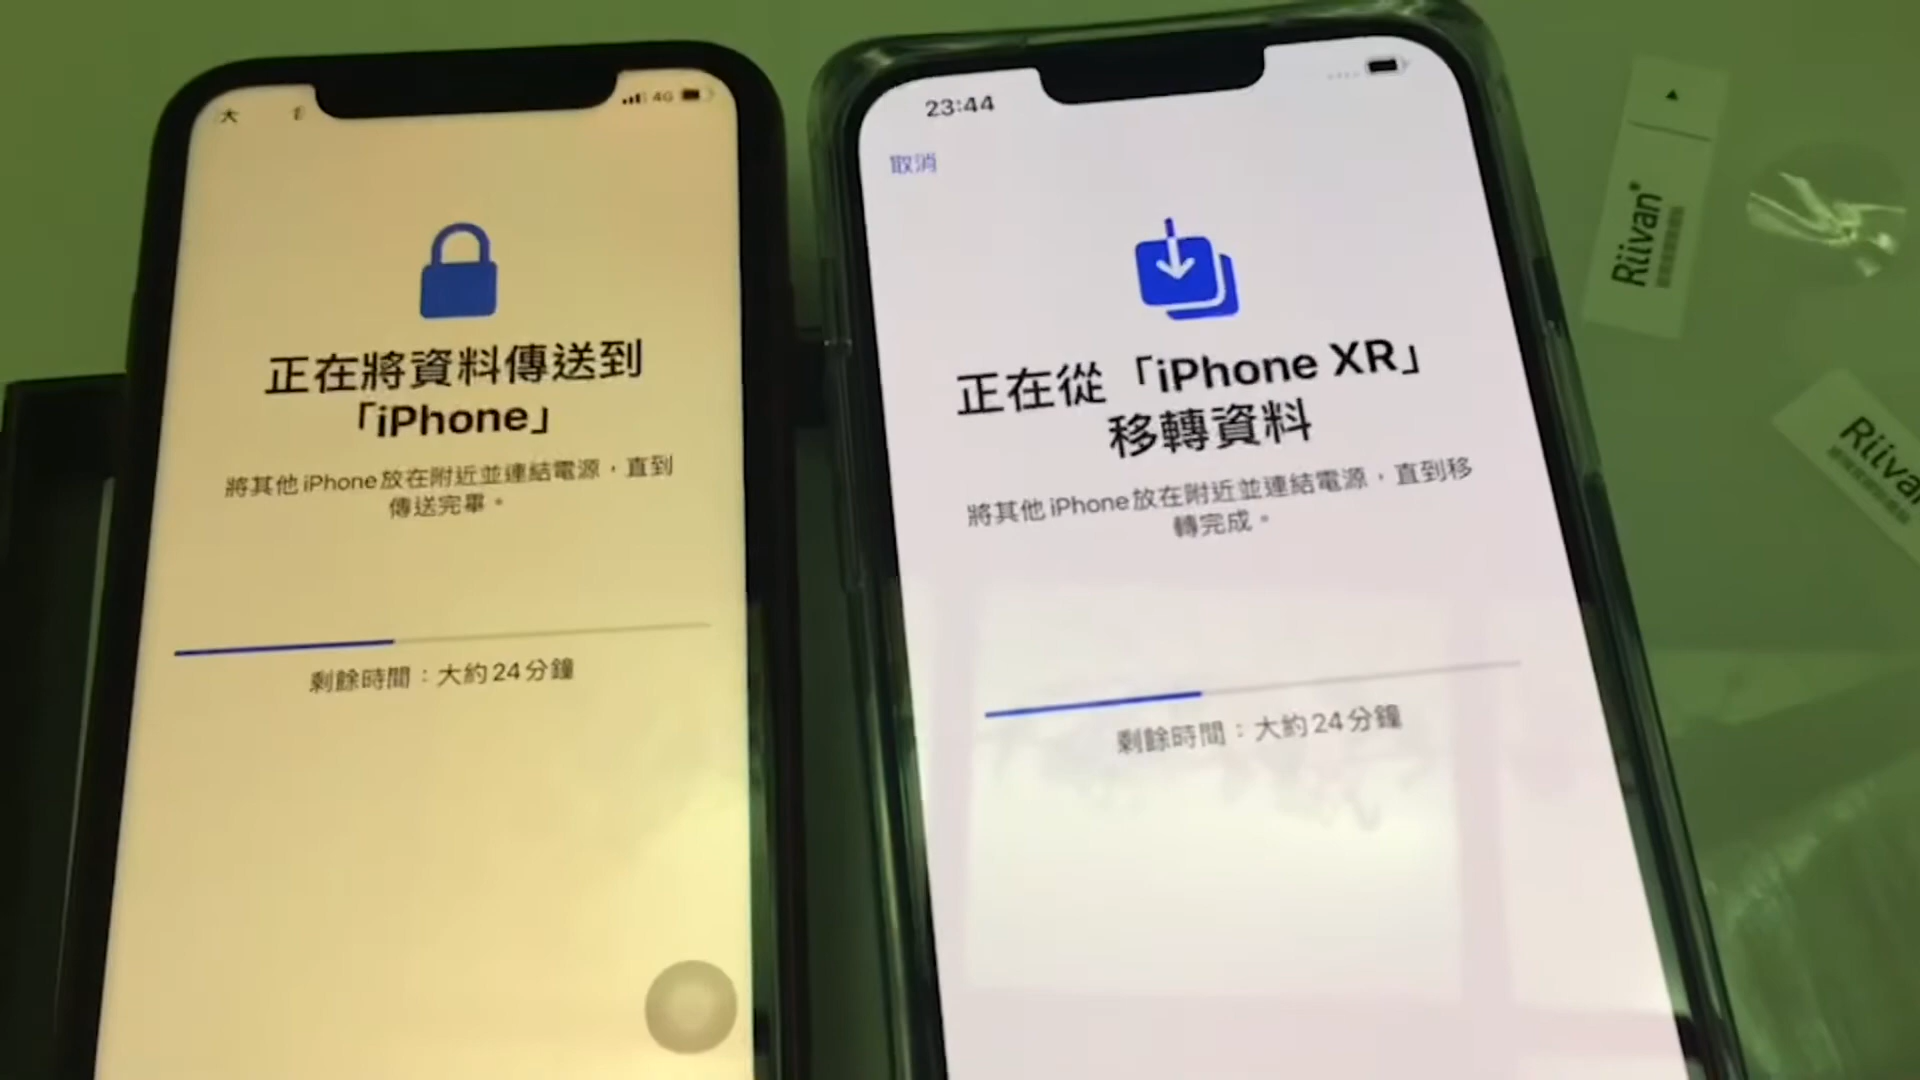 大
4G
正在將資料傳送到
「iPhone」
將其他 iPhone 放在附近並連結電源，直到
傳送完畢。
剩餘時間：大約 24 分鐘
23:44
取消
正在從「iPhone XR」
移轉資料
將其他 iPhone 放在附近並連結電源，直到移
轉完成。
剩餘時間：大約 24 分鐘
Riivan®